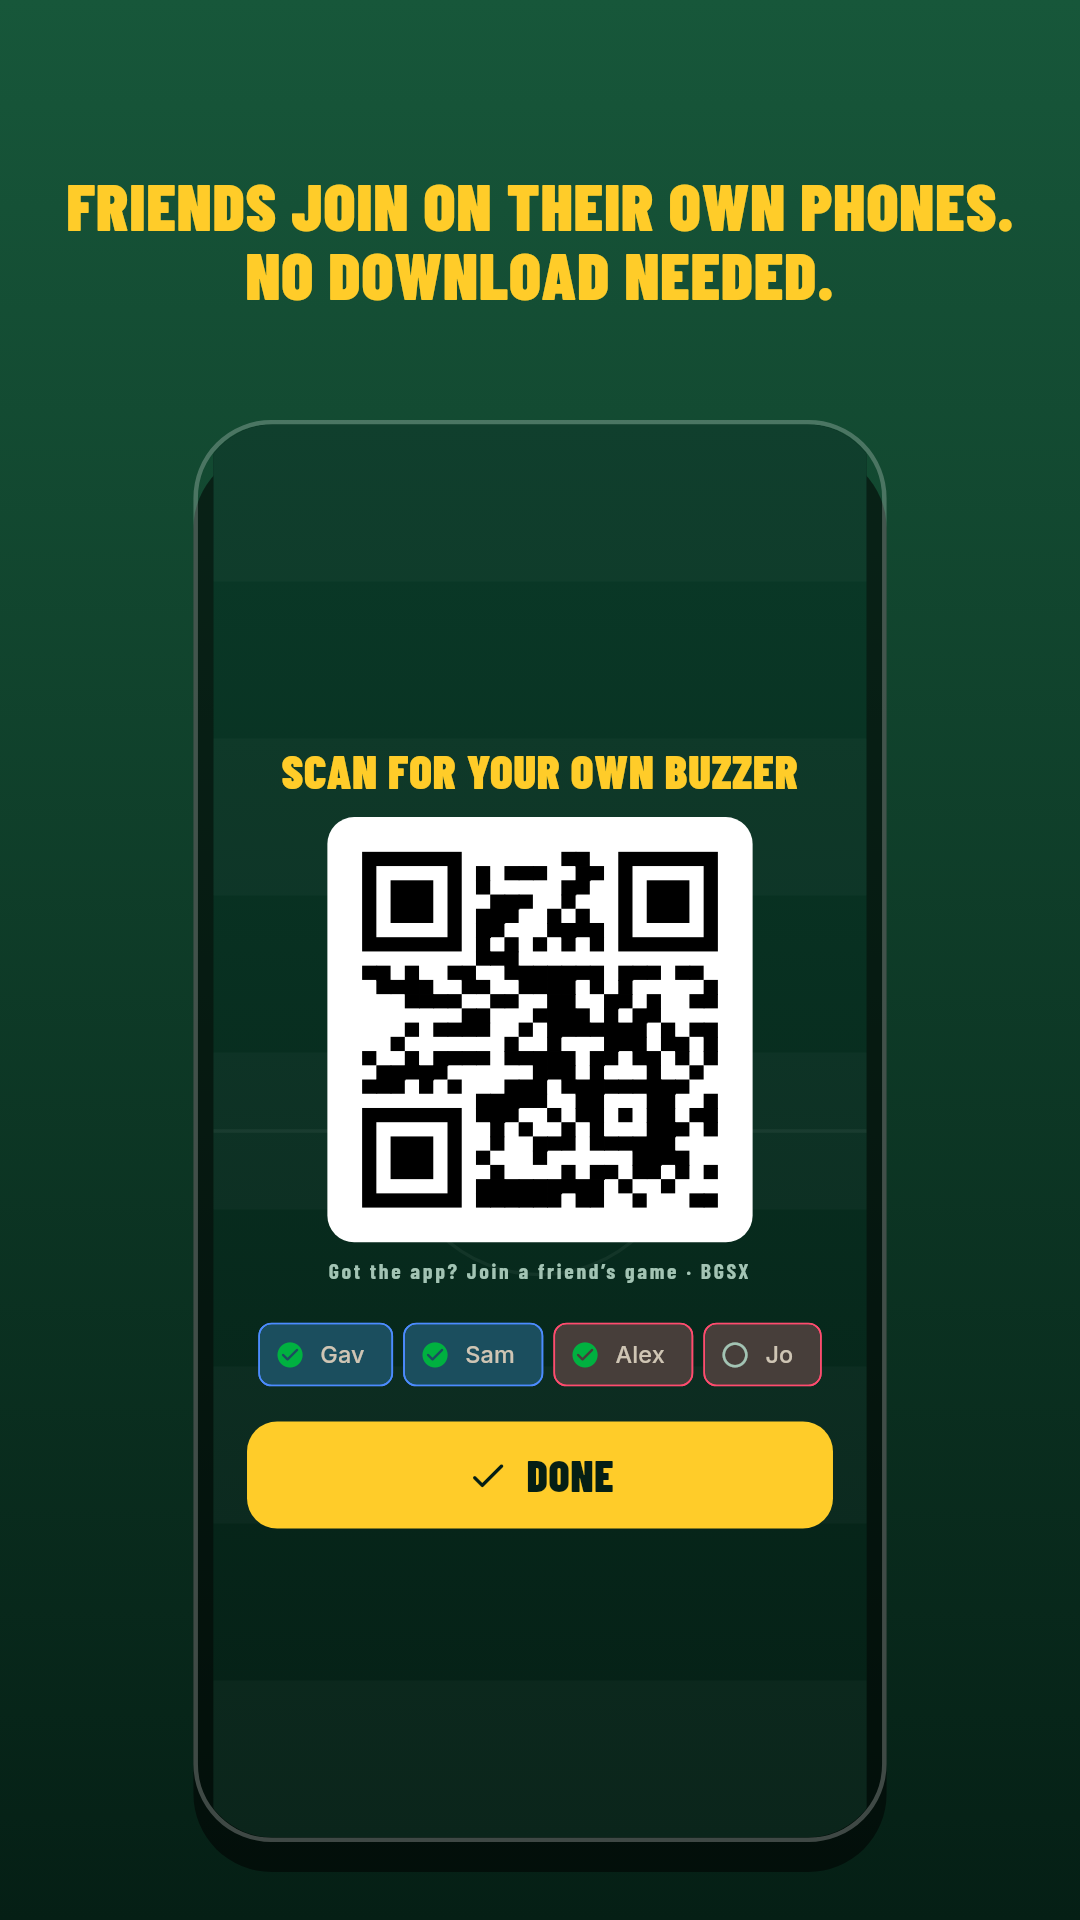 FRIENDS JOIN ON THEIR OWN PHONES.
NO DOWNLOAD NEEDED.
SCAN FOR YOUR OWN BUZZER
Got the app? Join a friend’s game · BGSX
Gav Sam Alex Jo
DONE